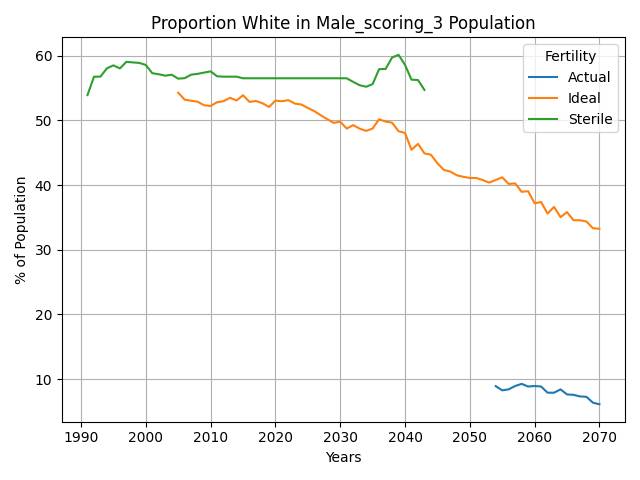 Proportion White in Male_scoring_3 Population
Fertility
Actual
Ideal
Sterile
% of Population
60
50
40
30
20
10
1990 2000 2010 2020 2030 2040 2050 2060 2070
Years